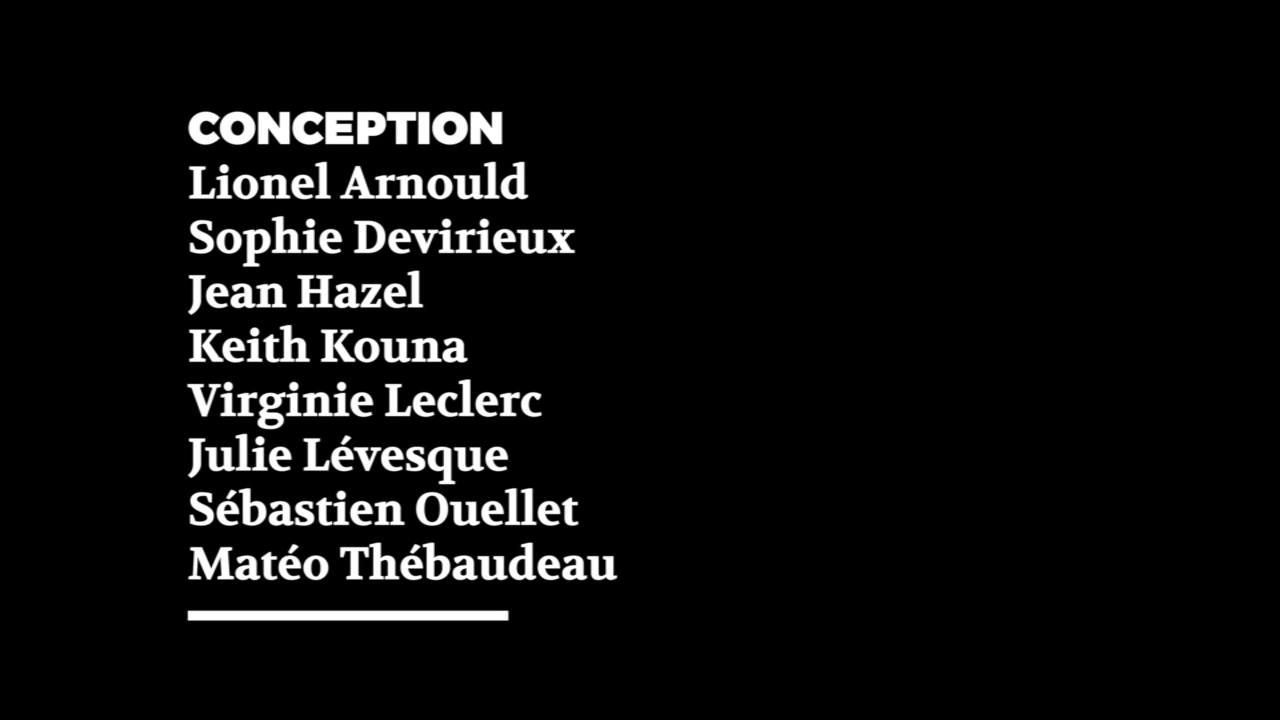 CONCEPTION
Lionel Arnould
Sophie Devirieux
Jean Hazel
Keith Kouna
Virginie Leclerc
Julie Lévesque
Sébastien Ouellet
Matéo Thébaudeau